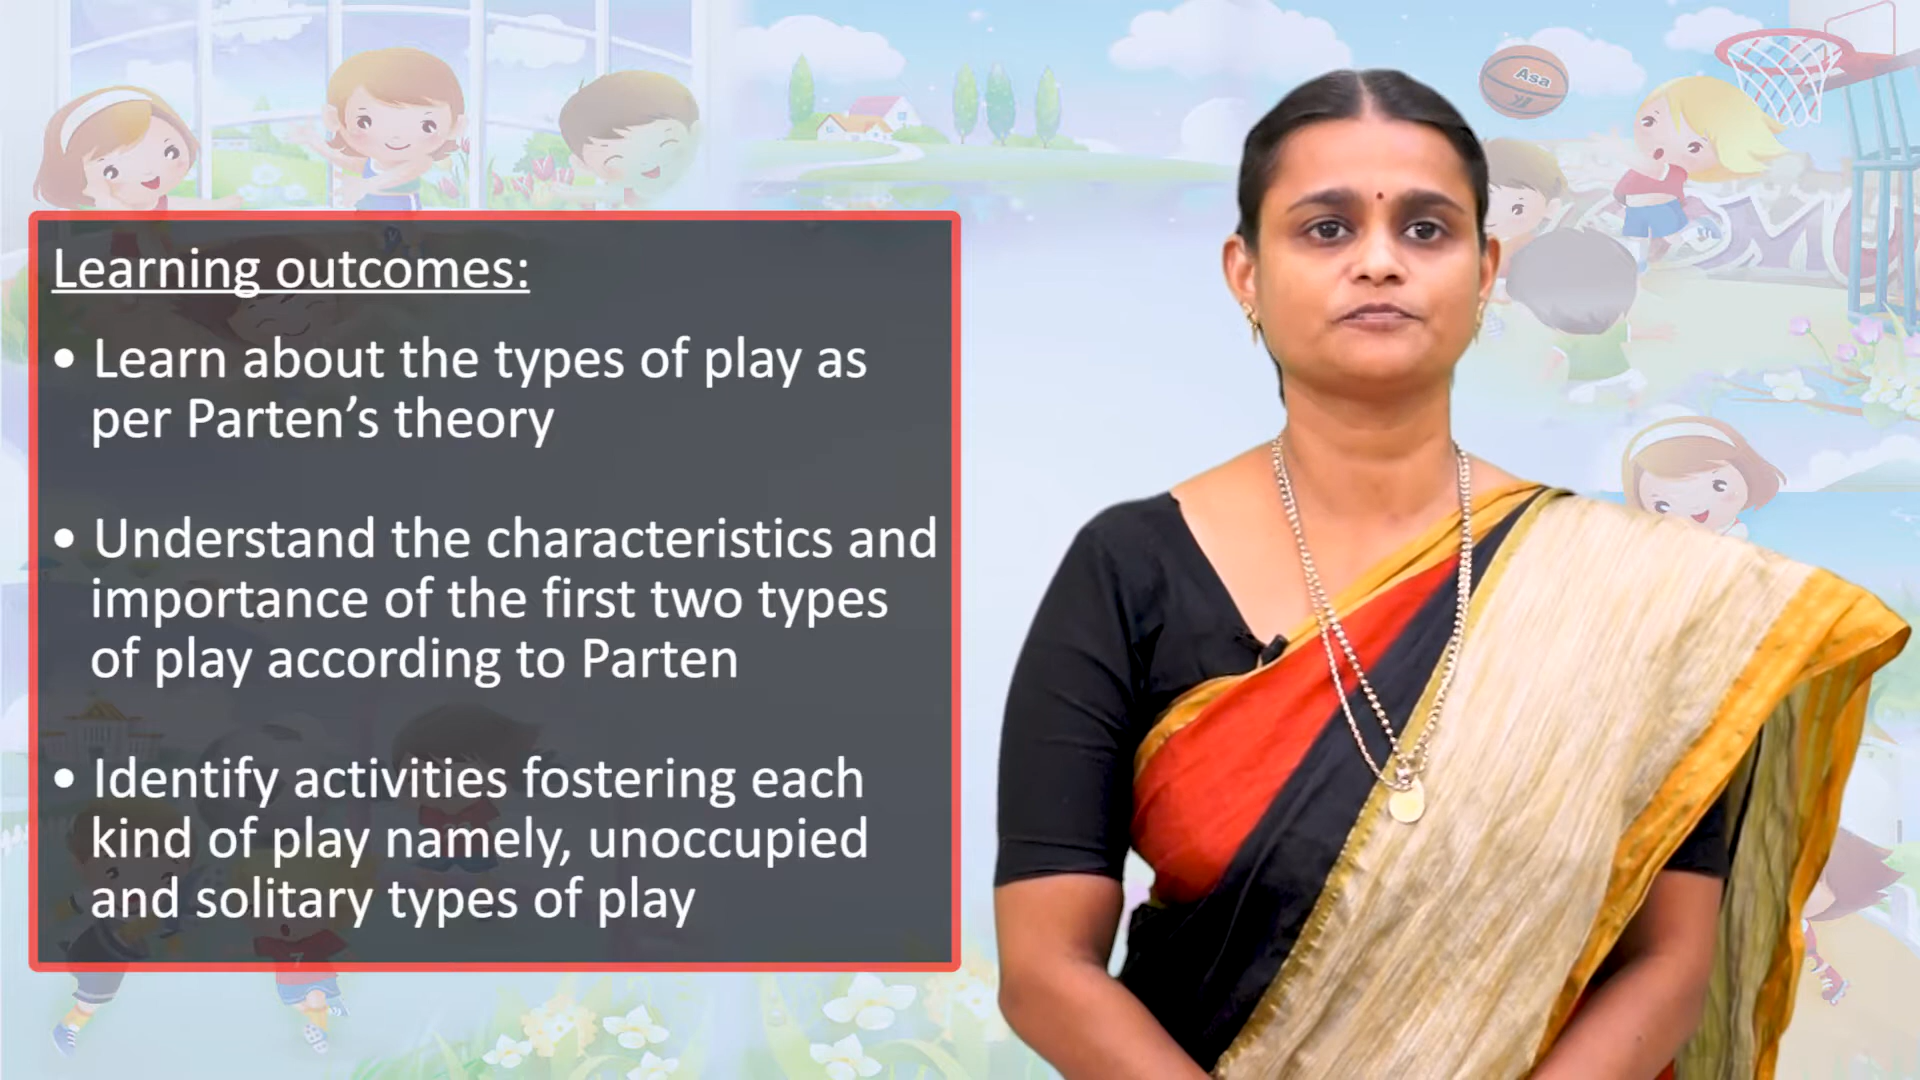 Learning outcomes:
• Learn about the types of play as
per Parten’s theory
• Understand the characteristics and
importance of the first two types
of play according to Parten
• Identify activities fostering each
kind of play namely, unoccupied
and solitary types of play
Asa